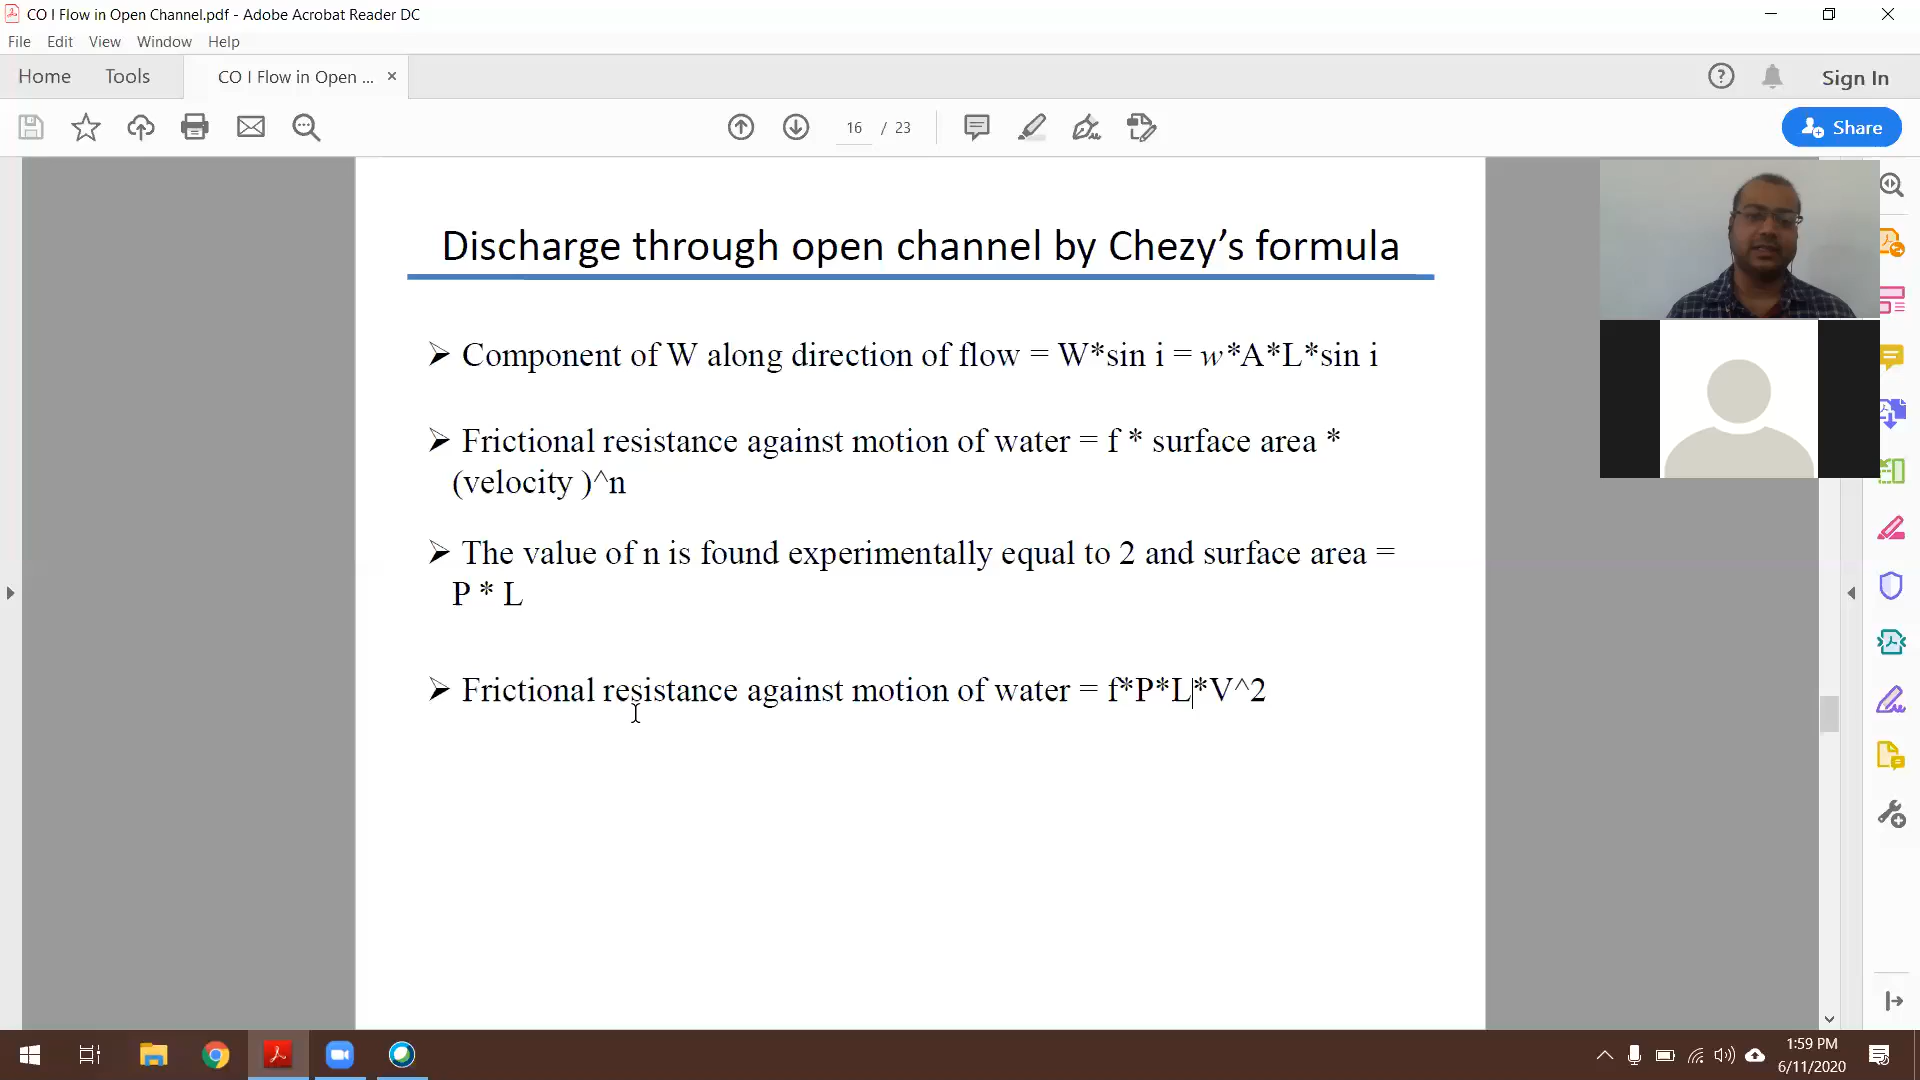 CO I Flow in Open Channel.pdf - Adobe Acrobat Reader DC
File Edit View Window Help
Home Tools CO I Flow in Open ... × Sign In
16 / 23 Share
Discharge through open channel by Chezy’s formula
➢ Component of W along direction of flow = W*sin i = w*A*L*sin i
➢ Frictional resistance against motion of water = f * surface area *
(velocity )^n
➢ The value of n is found experimentally equal to 2 and surface area =
P * L
➢ Frictional resistance against motion of water = f*P*L*V^2
1:59 PM
6/11/2020